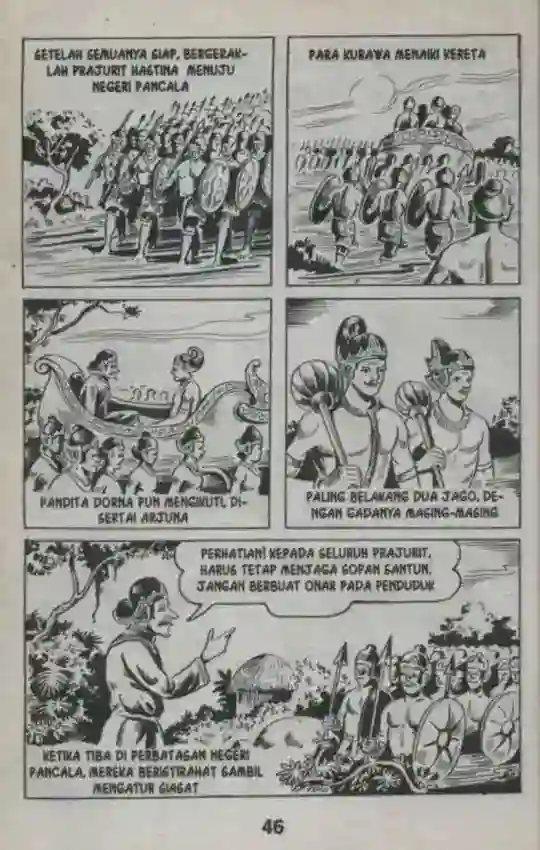 SETELAH SEMUANYA SIAP, BERGERAK-
LAH PRAJURIT HASTINA MENUJU
NEGERI PANCALA
PARA KURAWA MENAIKI KERETA
PANDITA DORNA PUN MENGIKUTI, DI-
SERTAI ARJUNA
PALING BELAKANG DUA JAGO, DE-
NGAN GADANYA MASING-MASING
PERHATIAN! KEPADA SELURUH PRAJURIT,
HARUS TETAP MENJAGA SOPAN SANTUN.
JANGAN BERBUAT ONAR PADA PENDUDUK
KETIKA TIBA DI PERBATASAN NEGERI
PANCALA, MEREKA BERISTIRAHAT SAMBIL
MENGATUR SIASAT
46